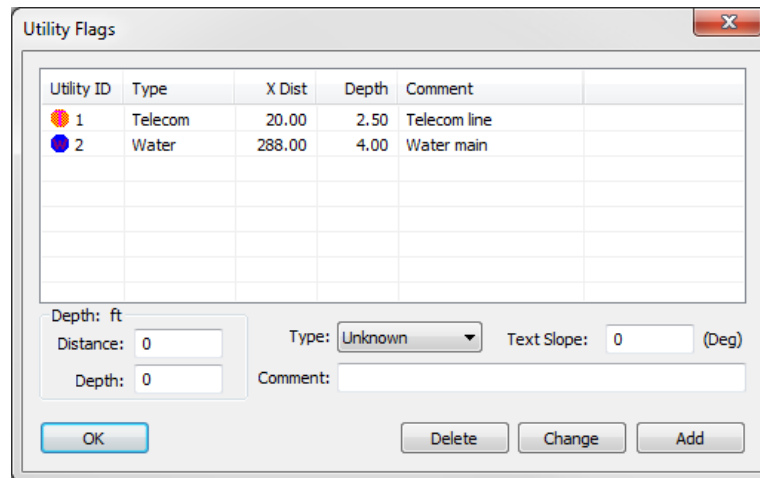 Utility Flags
Utility ID Type X Dist Depth Comment
1 Telecom 20.00 2.50 Telecom line
2 Water 288.00 4.00 Water main
Depth: ft
Distance: 0 Type: Unknown Text Slope: 0 (Deg)
Depth: 0 Comment:
OK Delete Change Add